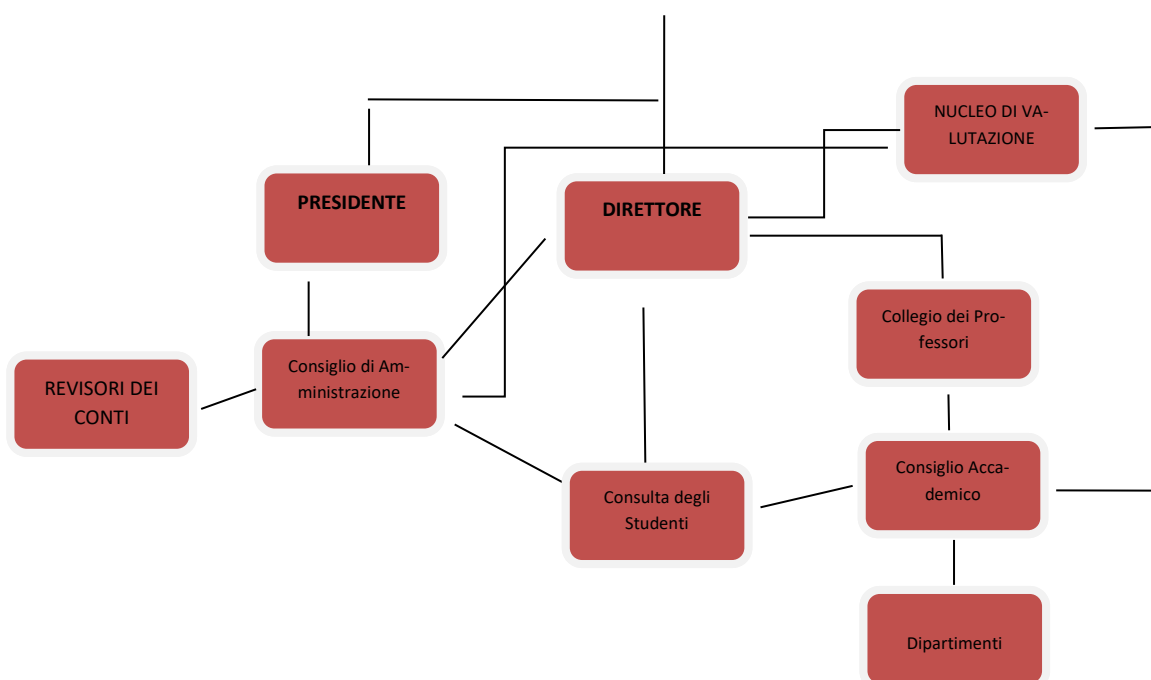 NUCLEO DI VA-
LUTAZIONE
PRESIDENTE
DIRETTORE
Collegio dei Pro-
fessori
Consiglio di Am-
ministrazione
REVISORI DEI
CONTI
Consiglio Acca-
demico
Consulta degli
Studenti
Dipartimenti